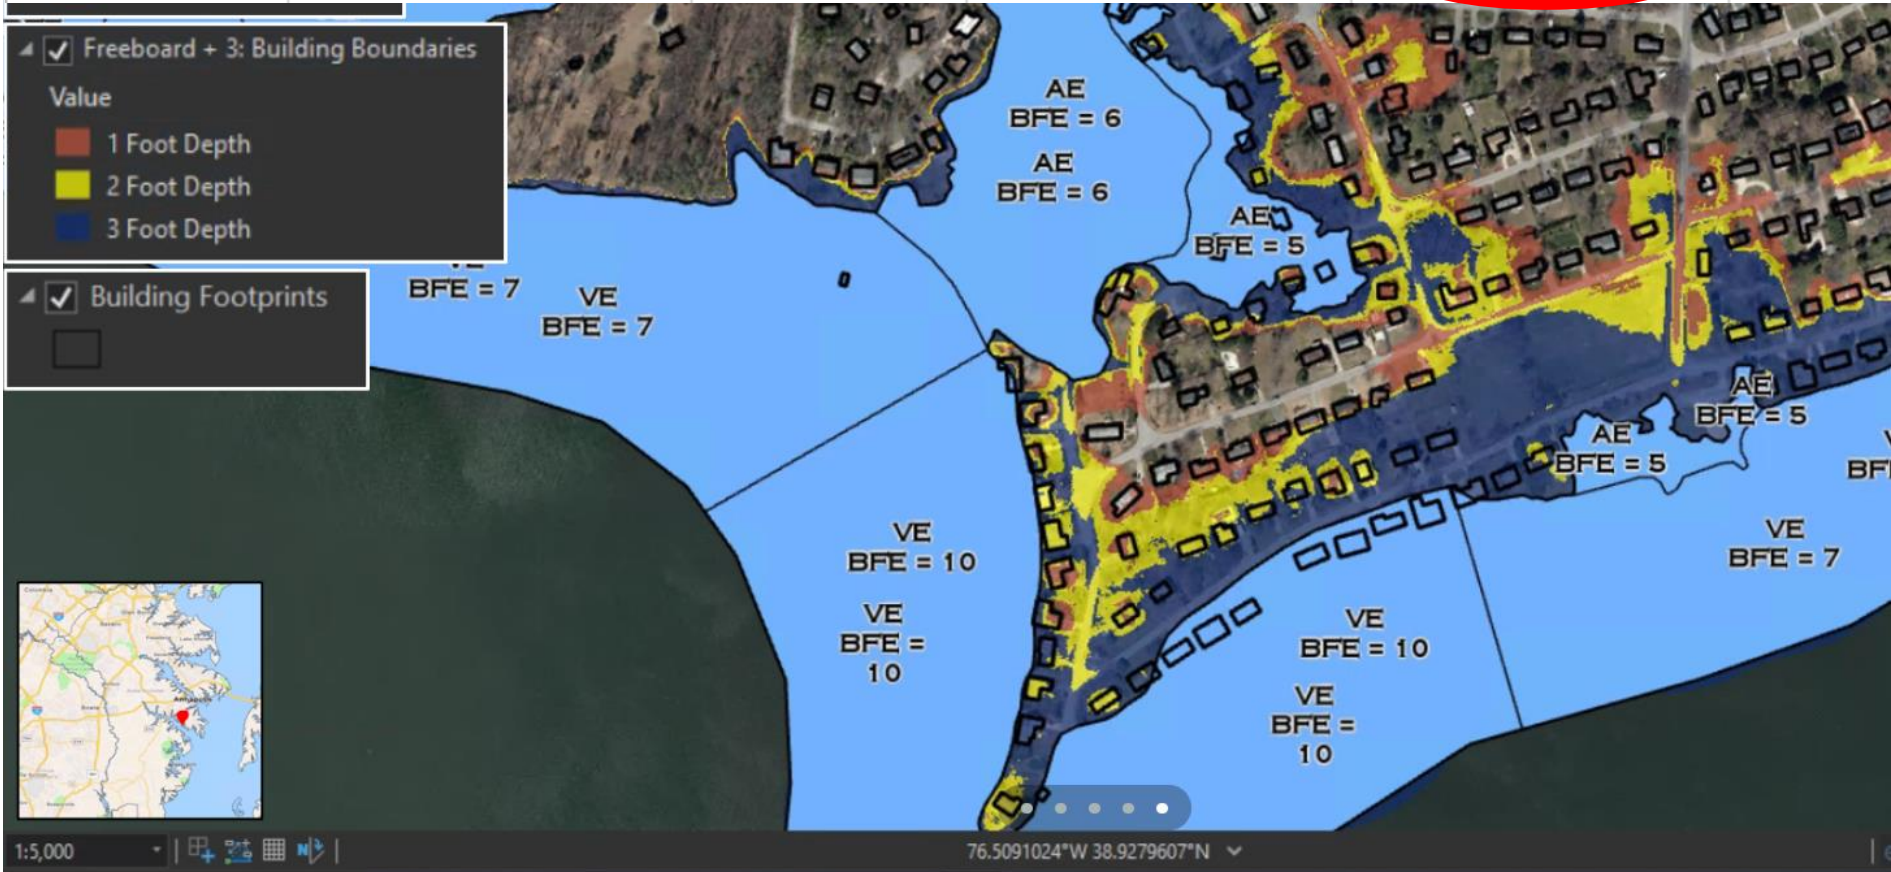 Freeboard + 3: Building Boundaries
Value
1 Foot Depth
2 Foot Depth
3 Foot Depth
Building Footprints
AE
BFE = 6
AE
BFE = 6
AE
BFE = 5
VE
BFE = 7
VE
BFE = 7
AE
BFE = 5
AE
BFE = 5
BF
VE
BFE = 10
VE
BFE = 7
VE
BFE =
10
VE
BFE = 10
VE
BFE =
10
Annapolis
1:5,000
76.5091024°W 38.9279607°N